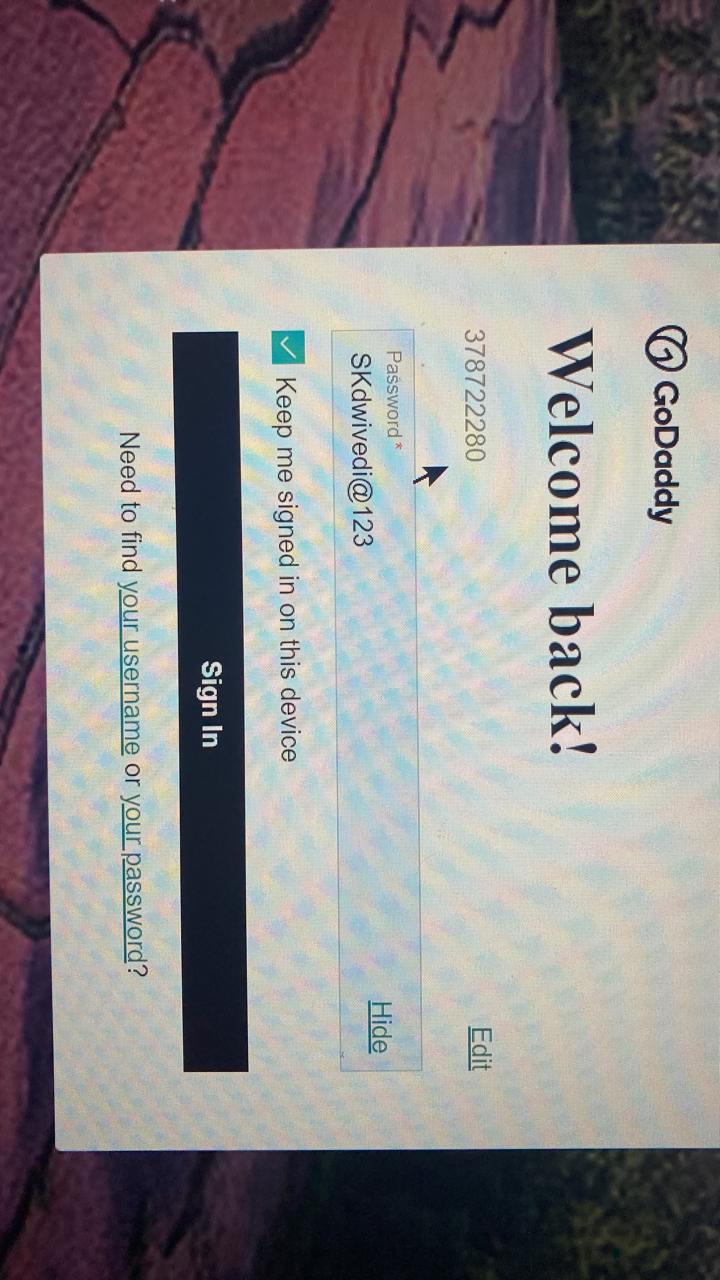 GoDaddy
Welcome back!
378722280 Edit
Password *
SKdwivedi@123 Hide
Keep me signed in on this device
Sign In
Need to find your username or your password?